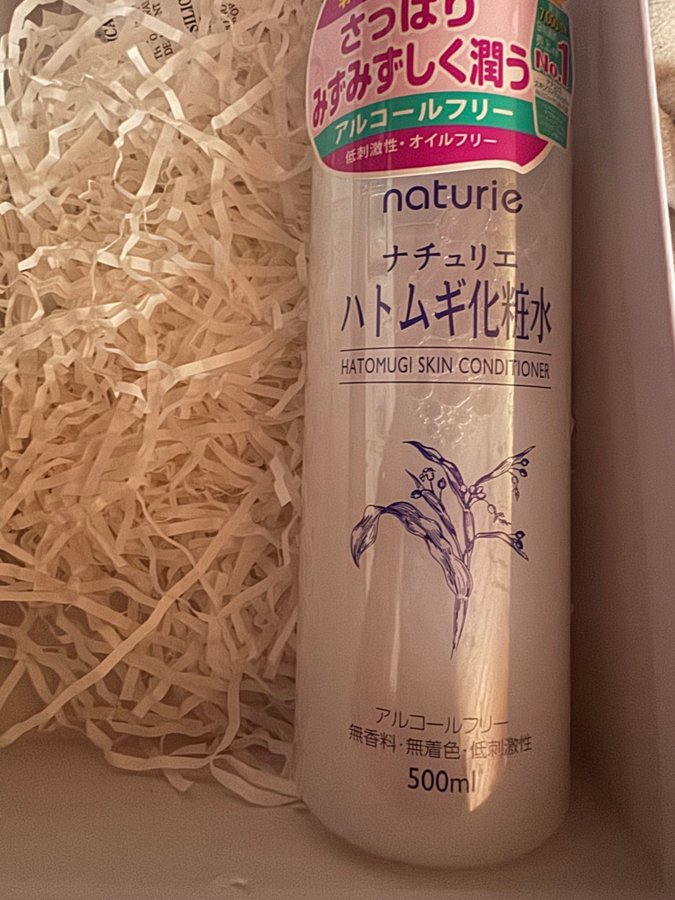 さっぱり
みずみずしく潤う
アルコールフリー
低刺激性・オイルフリー
No.1
naturie
ナチュリエ
ハトムギ化粧水
HATOMUGI SKIN CONDITIONER
アルコールフリー
無香料・無着色・低刺激性
500ml